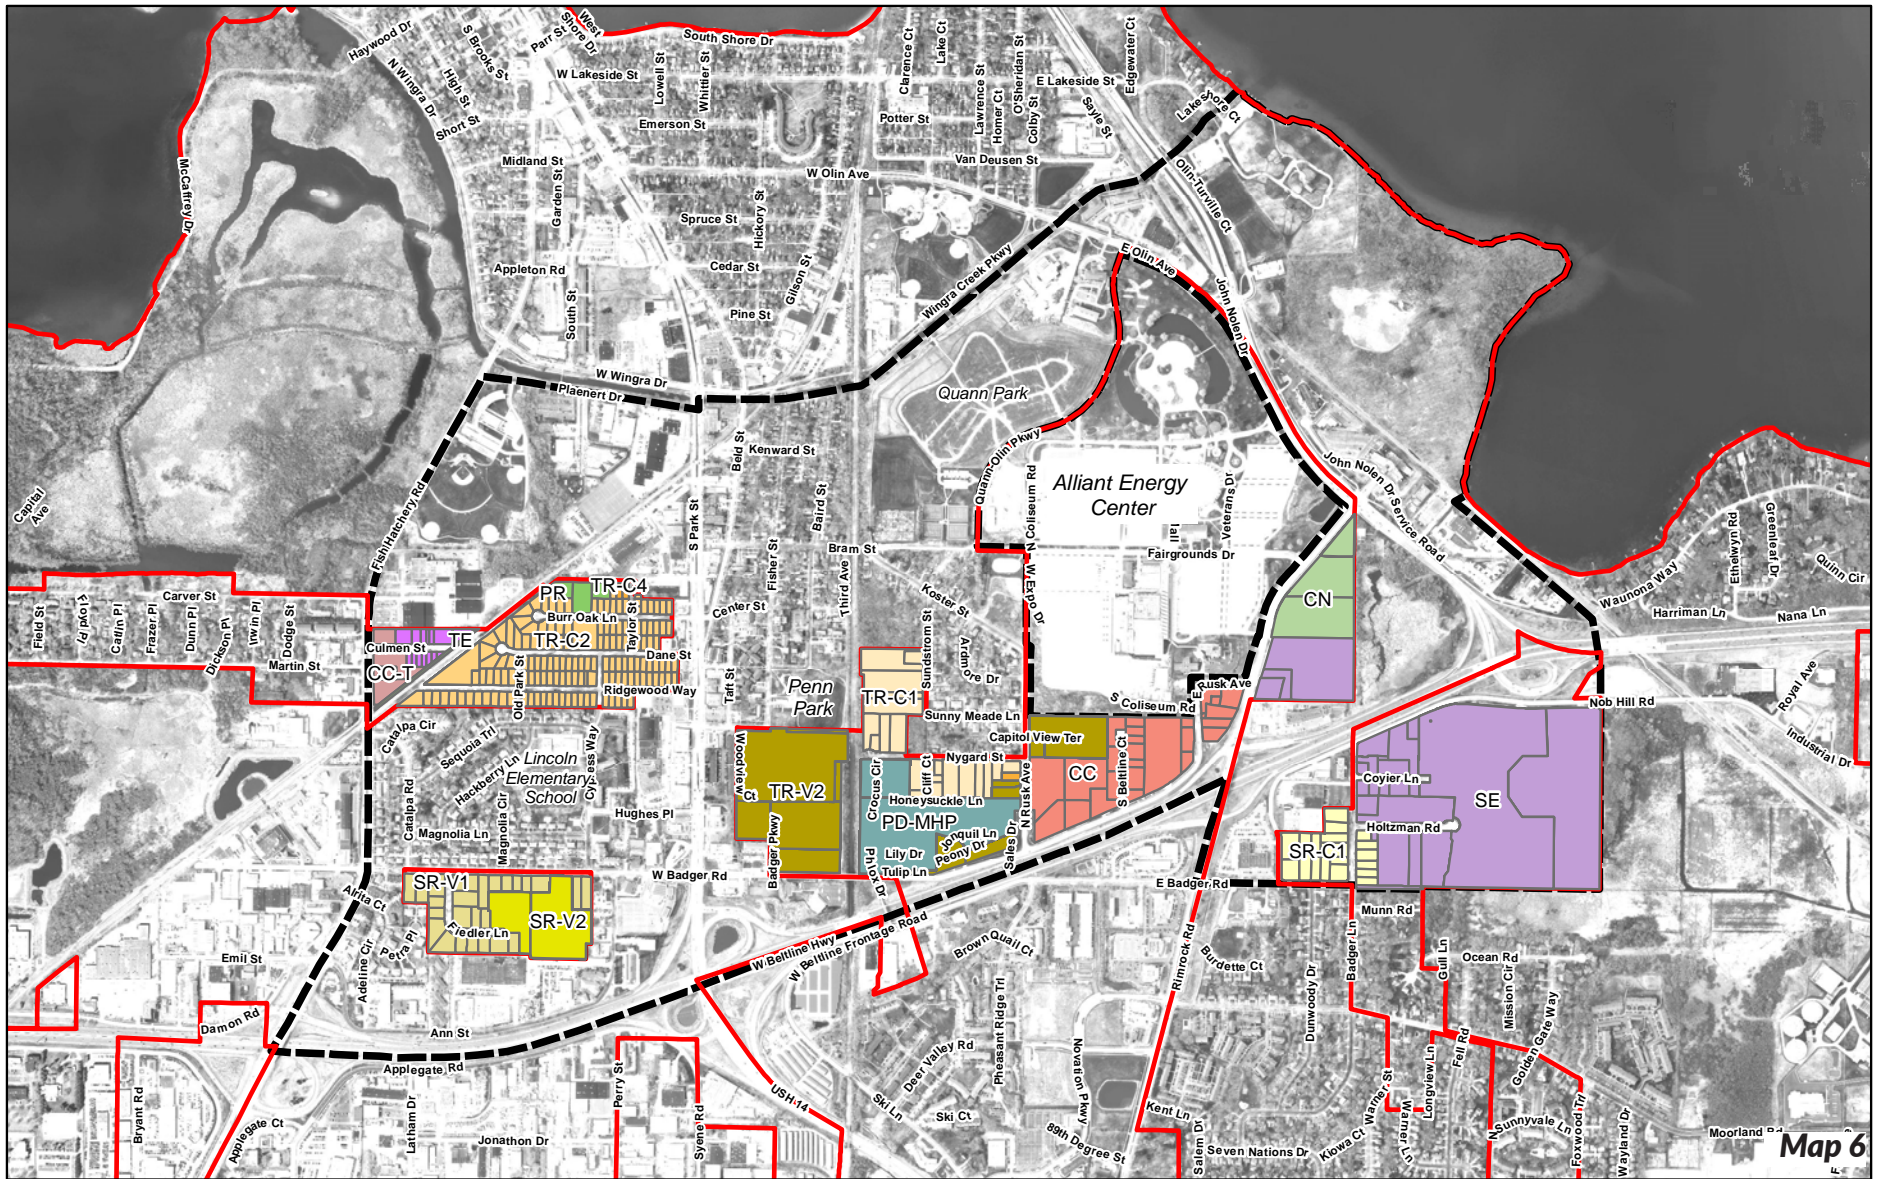 Haywood Dr
N Wingra Dr
S Brooks St
High St
Short St
Parr St
West
Shore Dr
South Shore Dr
W Lakeside St
Lowell St
Whittier St
Emerson St
Clarence Ct
Lake Ct
Lawrence St
Homer Ct
O'Sheridan St
Colby St
E Lakeside St
Edgewater Ct
Sayle St
Potter St
Van Deusen St
W Olin Ave
Midland St
Garden St
McCaffrey Dr
Spruce St
Hickory St
Cedar St
Gilson St
Appleton Rd
South St
Pine St
Wingra Creek Pkwy
Olin-Turville Ct
E Olin Ave
John Nolen Dr
W Wingra Dr
Plaenert Dr
Quann Park
Quann-Olin Pkwy
Beld St
Kenward St
Baird St
S Park St
Fish Hatchery Rd
Capital
Ave
N Coliseum Rd
Alliant Energy
Center
Veterans Dr
Fairgrounds Dr
John Nolen Dr Service Road
Bram St
Fisher St
Third Ave
Center St
Koster St
Sundstrom St
Ardmore Dr
W Expo Dr
Ethelwyn Rd
Greenleaf Dr
Quinn Cir
Waunona Way
Harriman Ln
Nana Ln
Field St
Floyd Pl
Catlin Pl
Frazer Pl
Dunn Pl
Dickson Pl
Irwin Pl
Dodge St
Carver St
Martin St
PR
TR-C4
TE
TR-C2
CC-T
Culmen St
Burr Oak Ln
Taylor St
Dane St
Old Park St
Ridgewood Way
Taft St
Penn
Park
TR-C1
CN
E Rusk Ave
S Coliseum Rd
Sunny Meade Ln
Capitol View Ter
Nob Hill Rd
Royal Ave
Industrial Dr
Catalpa Cir
Sequoia Trl
Hackberry Ln
Lincoln
Elementary
School
Cypress Way
Catalpa Rd
Magnolia Ln
Magnolia Cir
Hughes Pl
Woodview
Ct
TR-V2
Badger Pkwy
Crocus Cir
Cliff Ct
Nygard St
Honeysuckle Ln
PD-MHP
Jonquil Ln
Peony Dr
Lily Dr
Tulip Ln
Phlox Dr
Sales Dr
N Rusk Ave
CC
S Beltline Ct
Coyier Ln
SE
Holtzman Rd
SR-C1
W Badger Rd
E Badger Rd
SR-V1
SR-V2
Fiedler Ln
Alrita Ct
Petra Pl
Adeline Cir
Emil St
Damon Rd
Ann St
Applegate Rd
W Beltline Hwy
W Beltline Frontage Road
Brown Quail Ct
Rimrock Rd
Burdette Ct
Dunwoody Dr
Badger Ln
Munn Rd
Gull Ln
Ocean Rd
Mission Cir
Golden Gate Way
Bryant Rd
Applegate Ct
Latham Dr
Jonathon Dr
Perry St
Syene Rd
USH 14
Ski Ln
Ski Ct
Deer Valley Rd
Pheasant Ridge Trl
Novation Pkwy
89th Degree St
Kent Ln
Salem Dr
Seven Nations Dr
Kiowa Ct
Warner St
Warner Ln
Longview Ln
Fell Rd
Sunnyvale Ln
Foxwood Trl
Wayland Dr
Moorland Rd
Map 6